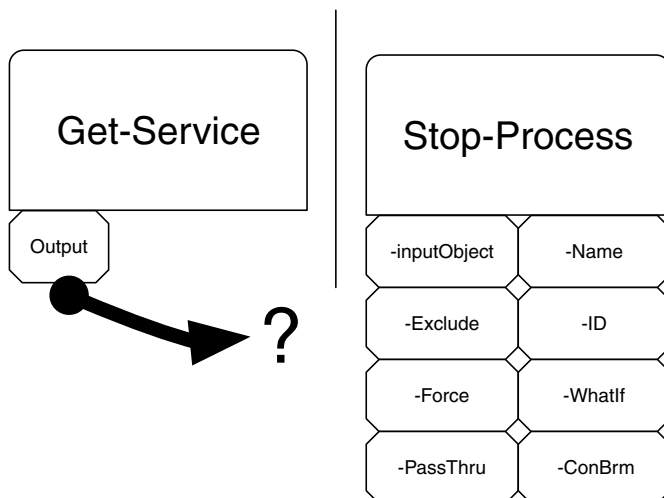 Get-Service
Output
?
Stop-Process
-inputObject -Name
-Exclude -ID
-Force -WhatIf
-PassThru -ConBrm